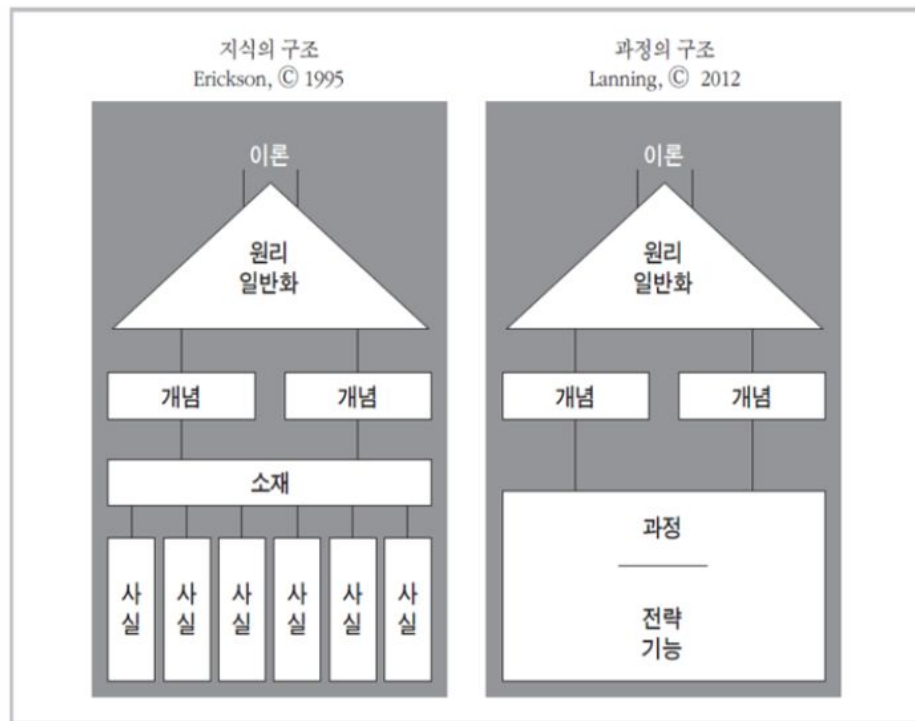 지식의 구조
Erickson, © 1995
이론
원리
일반화
개념
개념
소재
사실
사실
사실
사실
사실
사실
과정의 구조
Lanning, © 2012
이론
원리
일반화
개념
개념
과정
전략
기능